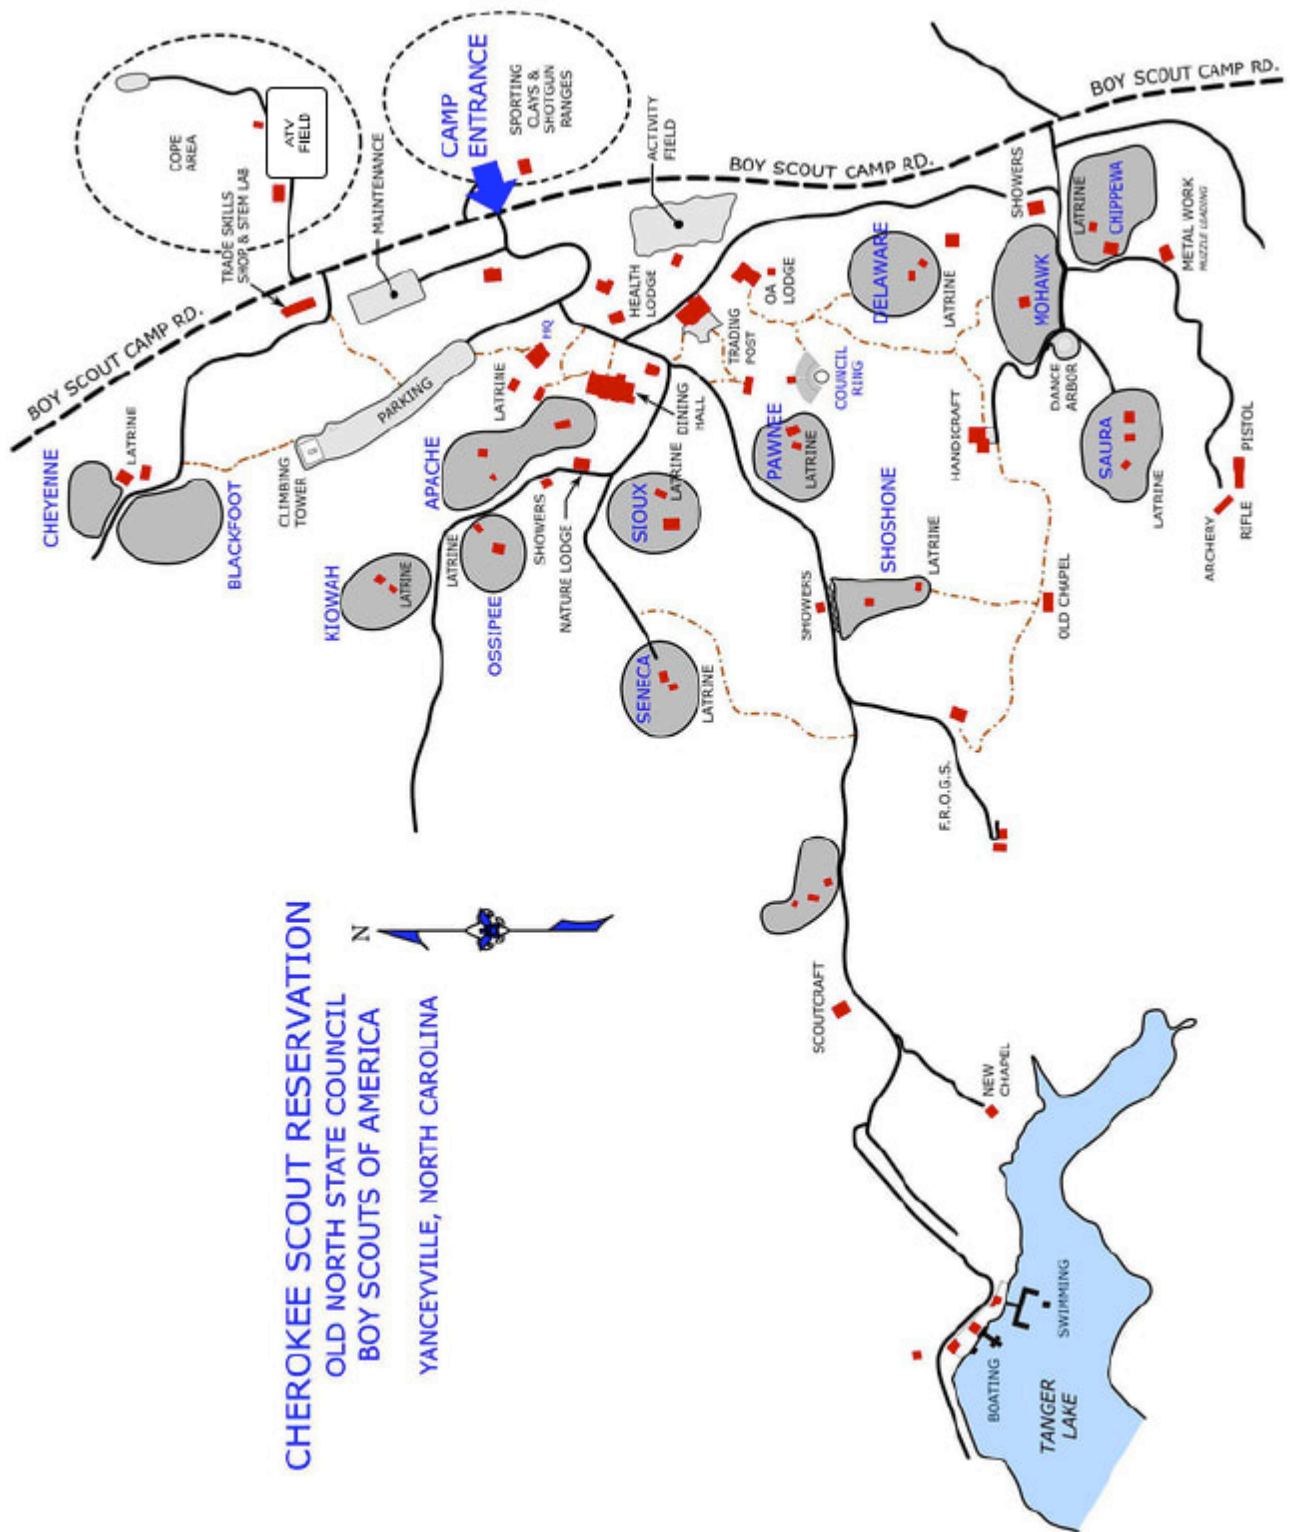 CHEROKEE SCOUT RESERVATION
OLD NORTH STATE COUNCIL
BOY SCOUTS OF AMERICA
YANCEYVILLE, NORTH CAROLINA
N
COPE
AREA
ATV
FIELD
TRADE SKILLS
SHOP & STEM LAB
MAINTENANCE
CAMP
ENTRANCE
SPORTING
CLAYS &
SHOTGUN
RANGES
ACTIVITY
FIELD
BOY SCOUT CAMP RD.
BOY SCOUT CAMP RD.
BOY SCOUT CAMP RD.
CHEYENNE
LATRINE
BLACKFOOT
CLIMBING
TOWER
PARKING
LATRINE
HQ
HEALTH
LODGE
TRADING
POST
OA
LODGE
DELAWARE
LATRINE
SHOWERS
LATRINE
CHIPPEWA
METAL WORK
MUZZLE LOADING
MOHAWK
DANCE
ARBOR
COUNCIL
RING
DINING
HALL
APACHE
KIOWAH
LATRINE
LATRINE
OSSIPEE
SHOWERS
NATURE LODGE
SIOUX
LATRINE
PAWNEE
LATRINE
HANDICRAFT
SAURA
LATRINE
ARCHERY
RIFLE
PISTOL
SENECA
LATRINE
SHOWERS
SHOSHONE
LATRINE
OLD CHAPEL
F.R.O.G.S.
SCOUTCRAFT
NEW
CHAPEL
BOATING
SWIMMING
TANGER
LAKE